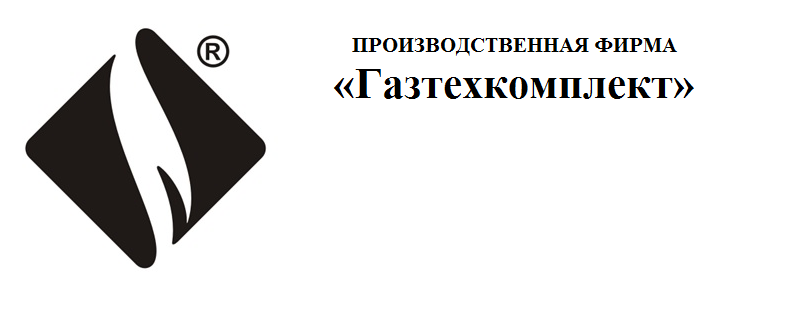 ®
ПРОИЗВОДСТВЕННАЯ ФИРМА
«Газтехкомплект»